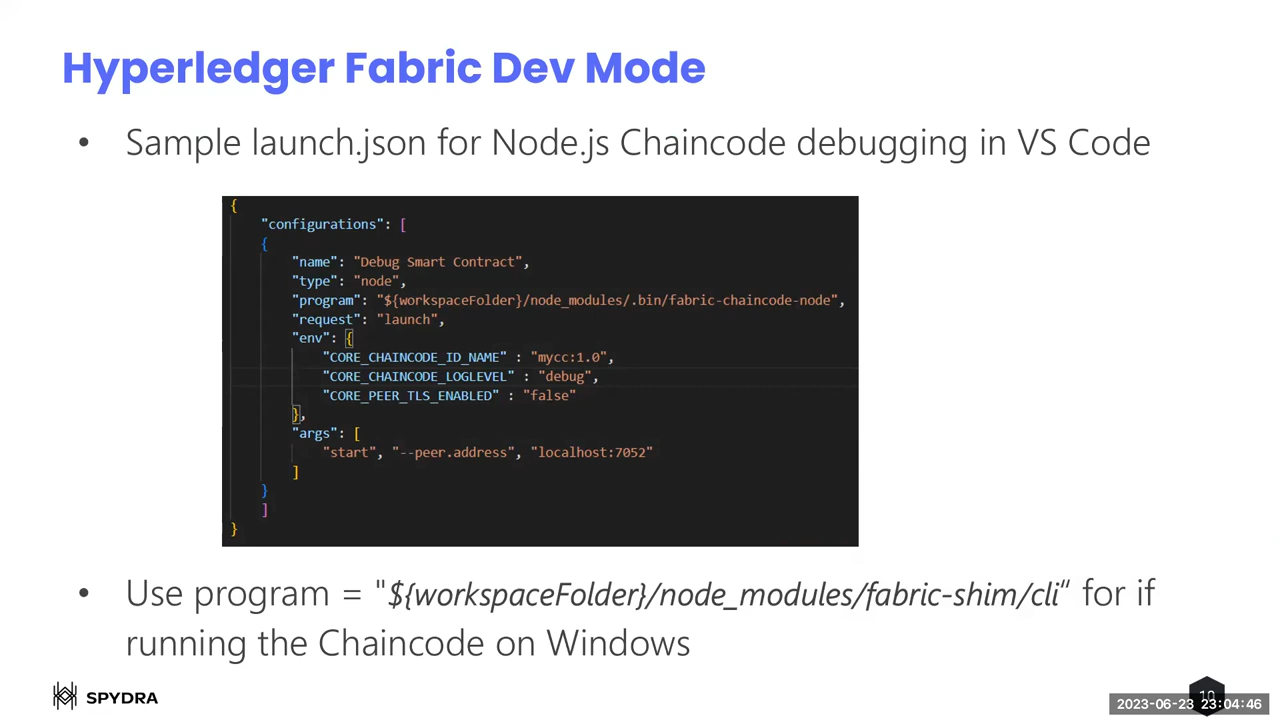 Hyperledger Fabric Dev Mode
• Sample launch.json for Node.js Chaincode debugging in VS Code
{
"configurations": [
{
"name": "Debug Smart Contract",
"type": "node",
"program": "${workspaceFolder}/node_modules/.bin/fabric-chaincode-node",
"request": "launch",
"env": {
"CORE_CHAINCODE_ID_NAME" : "mycc:1.0",
"CORE_CHAINCODE_LOGLEVEL" : "debug",
"CORE_PEER_TLS_ENABLED" : "false"
},
"args": [
"start", "--peer.address", "localhost:7052"
]
}
]
}
• Use program = "${workspaceFolder}/node_modules/fabric-shim/cli" for if
running the Chaincode on Windows
SPYDRA
10
2023-06-23 23:04:46